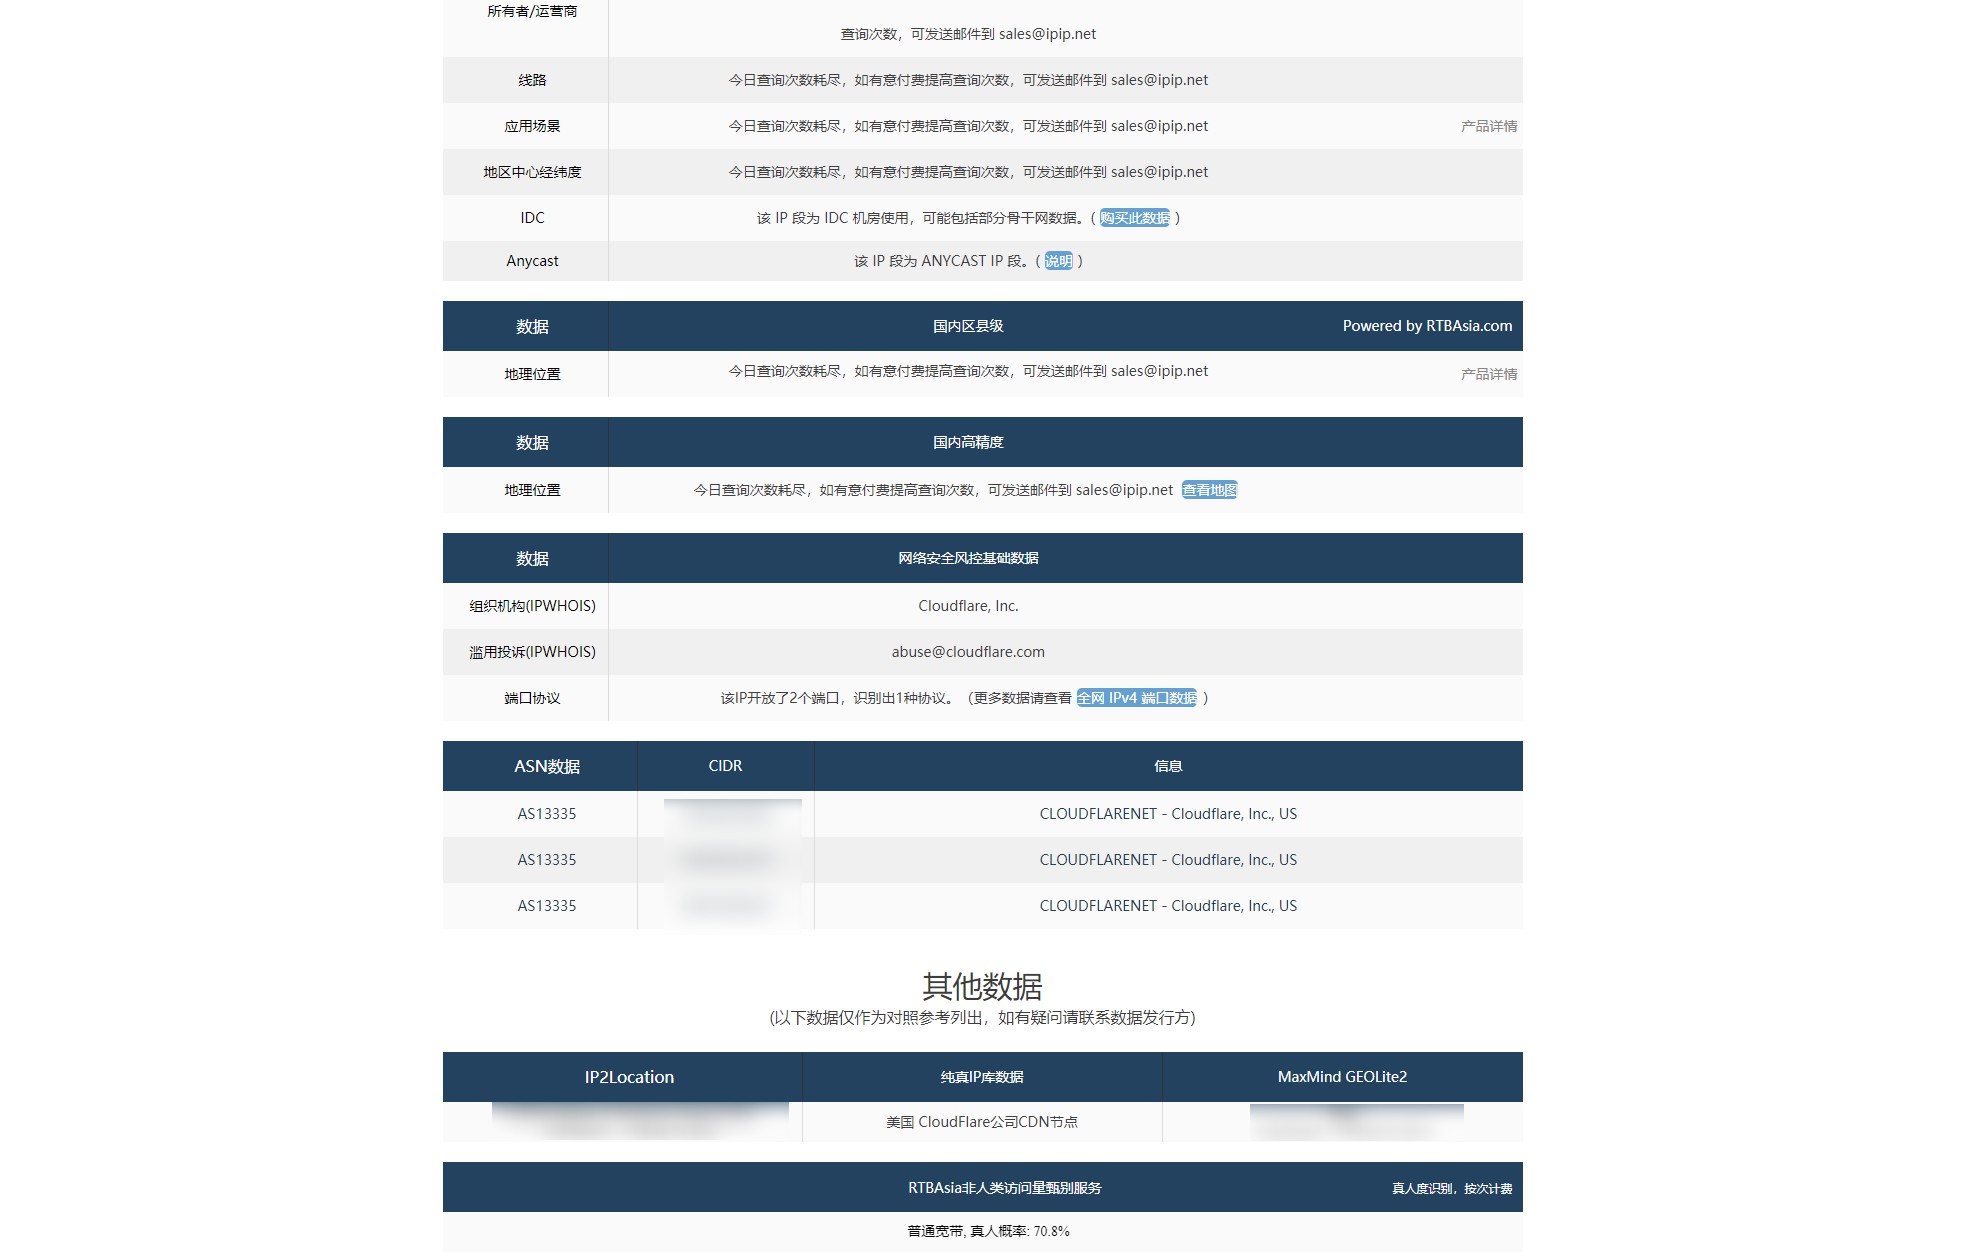 所有者/运营商
查询次数，可发送邮件到 sales@ipip.net
线路 今日查询次数耗尽，如有意付费提高查询次数，可发送邮件到 sales@ipip.net
应用场景 今日查询次数耗尽，如有意付费提高查询次数，可发送邮件到 sales@ipip.net 产品详情
地区中心经纬度 今日查询次数耗尽，如有意付费提高查询次数，可发送邮件到 sales@ipip.net
IDC 该 IP 段为 IDC 机房使用，可能包括部分骨干网数据。( 购买此数据 )
Anycast 该 IP 段为 ANYCAST IP 段。( 说明 )
数据 国内区县级 Powered by RTBAsia.com
地理位置 今日查询次数耗尽，如有意付费提高查询次数，可发送邮件到 sales@ipip.net 产品详情
数据 国内高精度
地理位置 今日查询次数耗尽，如有意付费提高查询次数，可发送邮件到 sales@ipip.net 查看地图
数据 网络安全风控基础数据
组织机构(IPWHOIS) Cloudflare, Inc.
滥用投诉(IPWHOIS) abuse@cloudflare.com
端口协议 该IP开放了2个端口，识别出1种协议。（更多数据请查看 全网 IPv4 端口数据 ）
ASN数据 CIDR 信息
AS13335 CLOUDFLARENET - Cloudflare, Inc., US
AS13335 CLOUDFLARENET - Cloudflare, Inc., US
AS13335 CLOUDFLARENET - Cloudflare, Inc., US
其他数据
(以下数据仅作为对照参考列出，如有疑问请联系数据发行方)
IP2Location 纯真IP库数据 MaxMind GEOLite2
美国 CloudFlare公司CDN节点
RTBAsia非人类访问量甄别服务 真人度识别，按次计费
普通宽带, 真人概率: 70.8%